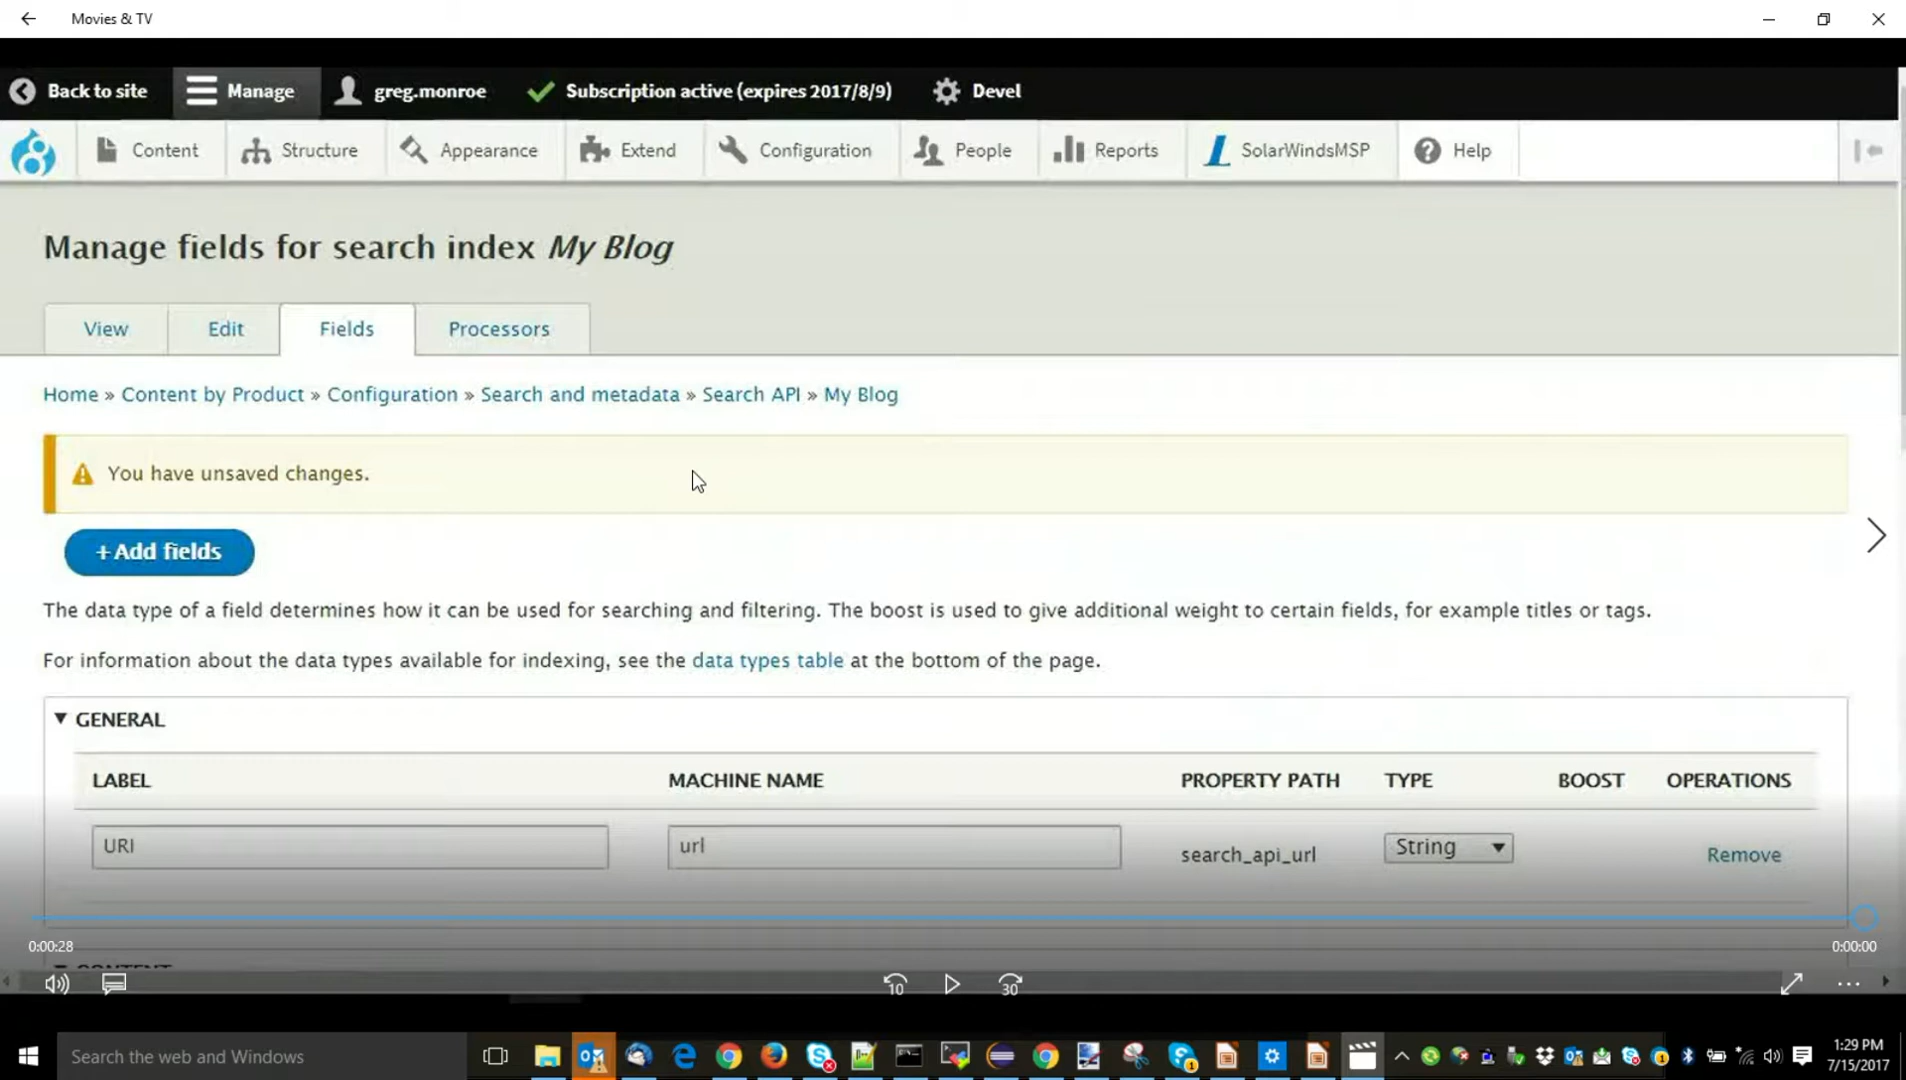 Movies & TV
Back to site Manage greg.monroe Subscription active (expires 2017/8/9) Devel
Content Structure Appearance Extend Configuration People Reports SolarWindsMSP Help
Manage fields for search index My Blog
View Edit Fields Processors
Home » Content by Product » Configuration » Search and metadata » Search API » My Blog
You have unsaved changes.
+ Add fields
The data type of a field determines how it can be used for searching and filtering. The boost is used to give additional weight to certain fields, for example titles or tags.
For information about the data types available for indexing, see the data types table at the bottom of the page.
GENERAL
LABEL MACHINE NAME PROPERTY PATH TYPE BOOST OPERATIONS
URI url search_api_url String Remove
0:00:28 0:00:00
CONTENT
10 30
Search the web and Windows
1:29 PM
7/15/2017